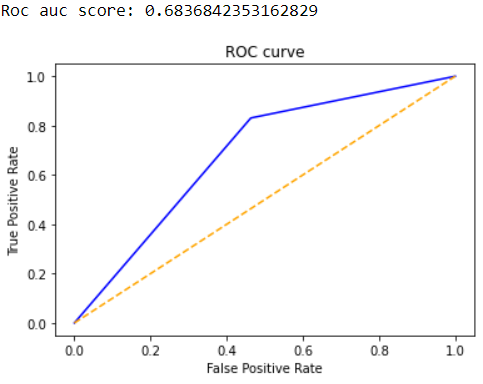 Roc auc score: 0.6836842353162829
ROC curve
1.0
0.8
0.6
0.4
0.2
0.0
True Positive Rate
0.0 0.2 0.4 0.6 0.8 1.0
False Positive Rate